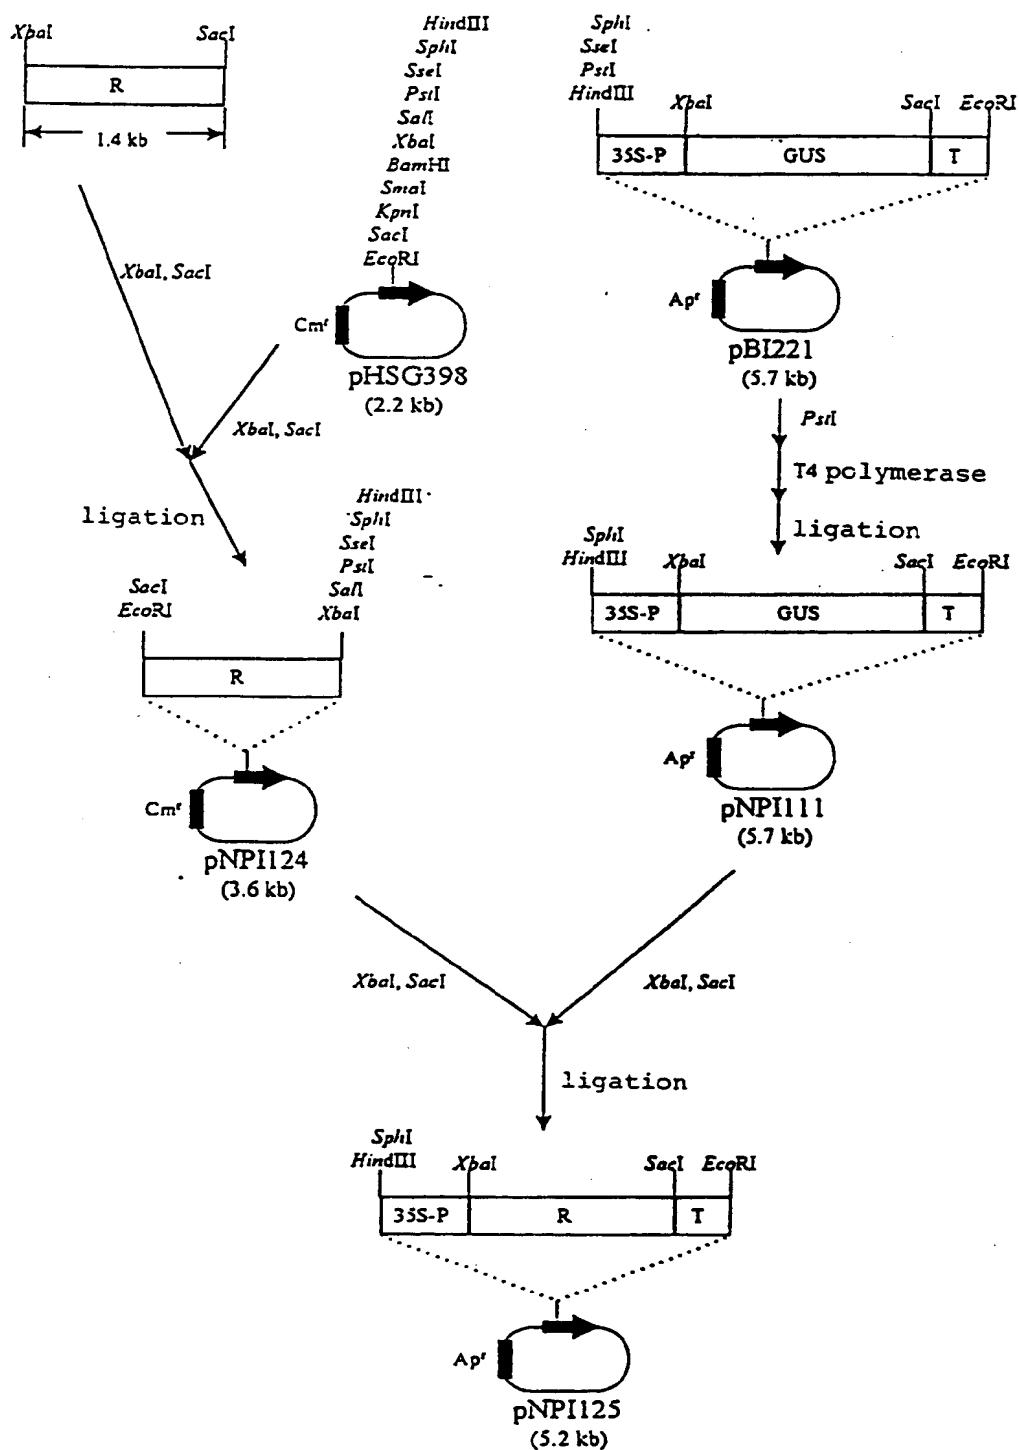 XbaI SacI
R
1.4 kb
HindIII
SphI
SseI
PstI
SalI
XbaI
BamHI
SmaI
KpnI
SacI
EcoRI
Cmʳ
pHSG398
(2.2 kb)
SphI
SseI
PstI
HindIII
XbaI
SacI
EcoRI
35S-P GUS T
Apʳ
pBI221
(5.7 kb)
XbaI, SacI
XbaI, SacI
ligation
PstI
T4 polymerase
ligation
SacI
EcoRI
HindIII
SphI
SseI
PstI
SalI
XbaI
R
Cmʳ
pNPI124
(3.6 kb)
SphI
HindIII
XbaI
SacI
EcoRI
35S-P GUS T
Apʳ
pNPI111
(5.7 kb)
XbaI, SacI
XbaI, SacI
ligation
SphI
HindIII
XbaI
SacI
EcoRI
35S-P R T
Apʳ
pNPI125
(5.2 kb)